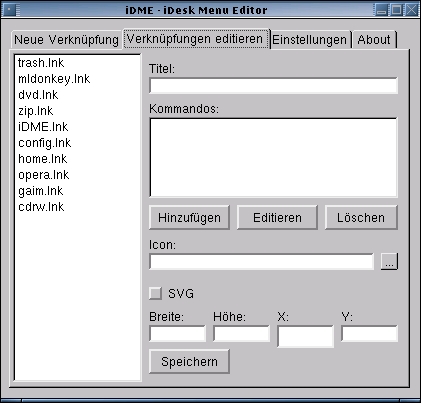 iDME - iDesk Menu Editor
Neue Verknüpfung Verknüpfungen editieren Einstellungen About
trash.lnk
mldonkey.lnk
dvd.lnk
zip.lnk
iDME.lnk
config.lnk
home.lnk
opera.lnk
gaim.lnk
cdrw.lnk
Titel:
Kommandos:
Hinzufügen Editieren Löschen
Icon:
...
SVG
Breite: Höhe: X: Y:
Speichern